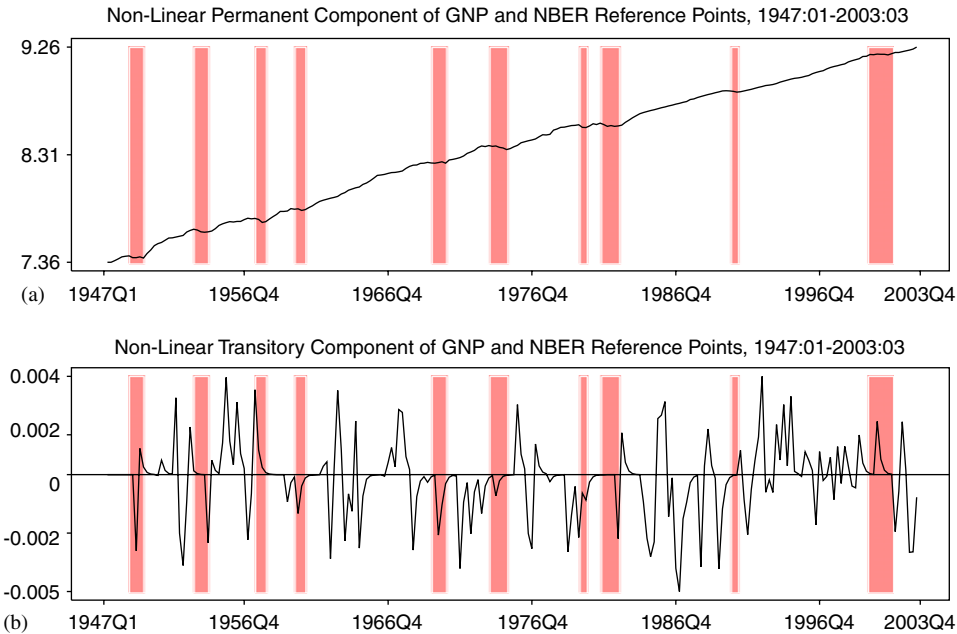 Non-Linear Permanent Component of GNP and NBER Reference Points, 1947:01-2003:03
9.26
8.31
7.36
(a)
1947Q1 1956Q4 1966Q4 1976Q4 1986Q4 1996Q4 2003Q4
Non-Linear Transitory Component of GNP and NBER Reference Points, 1947:01-2003:03
0.004
0.002
0
-0.002
-0.005
(b)
1947Q1 1956Q4 1966Q4 1976Q4 1986Q4 1996Q4 2003Q4